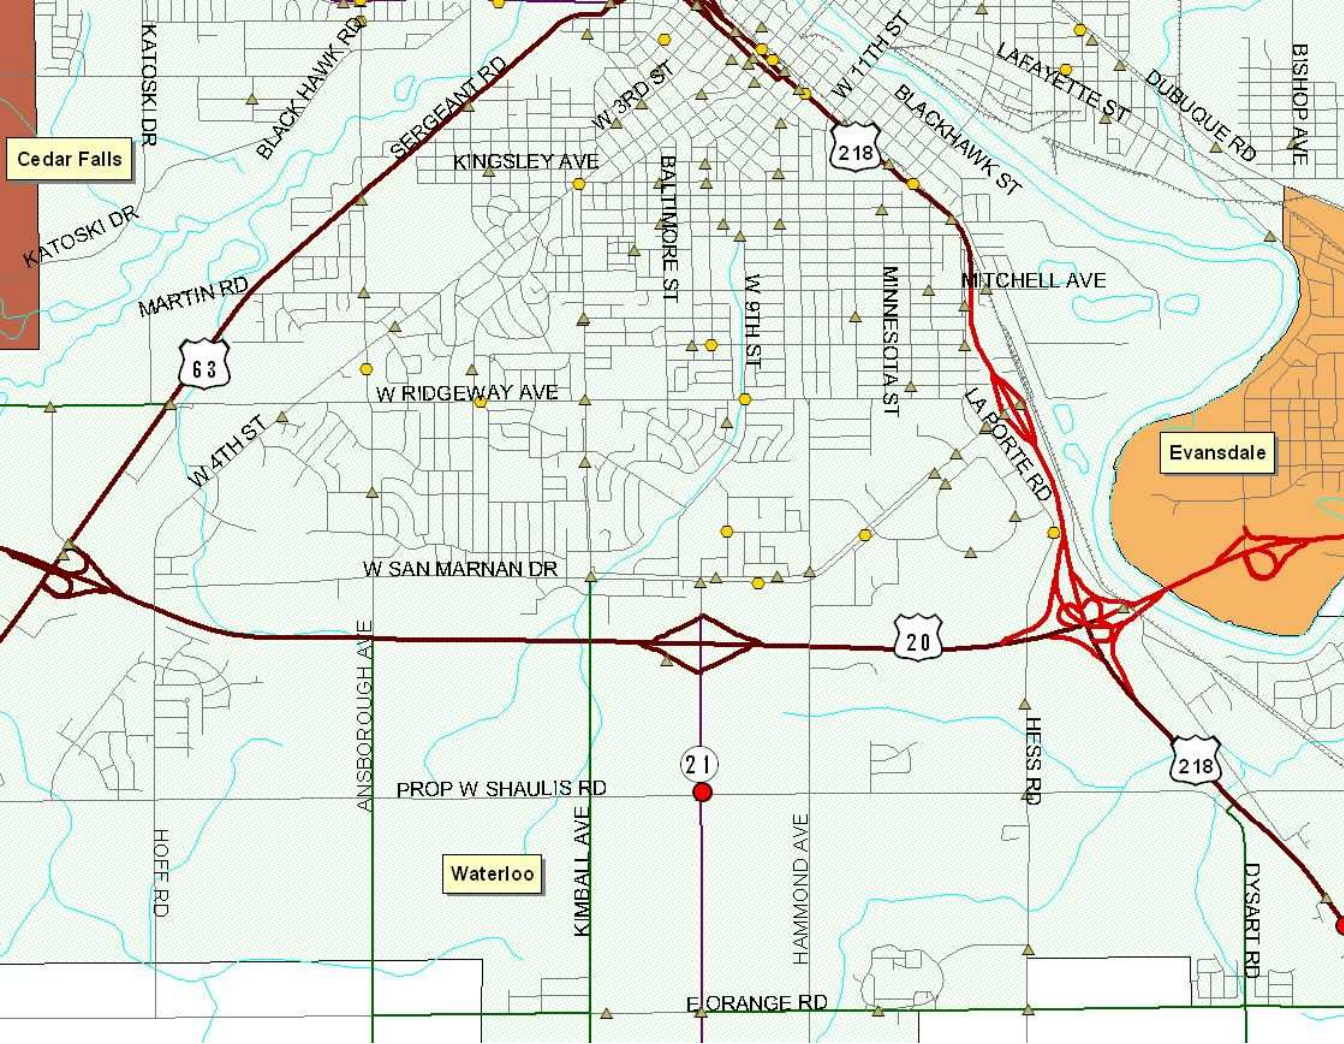 KATOSKI DR
BLACK HAWK RD
SERGEANT RD
W 3RD ST
W 11TH ST
LAFAYETTE ST
DUBUQUE RD
BISHOP AVE
BLACKHAWK ST
218
Cedar Falls
KINGSLEY AVE
BALTIMORE ST
KATOSKI DR
MARTIN RD
W 9TH ST
MINNESOTA ST
MITCHELL AVE
63
W RIDGEWAY AVE
W 4TH ST
LA PORTE RD
Evansdale
W SAN MARNAN DR
20
ANSBOROUGH AVE
21
HESS RD
218
PROP W SHAULIS RD
HOFF RD
Waterloo
KIMBALL AVE
HAMMOND AVE
DYSART RD
E ORANGE RD